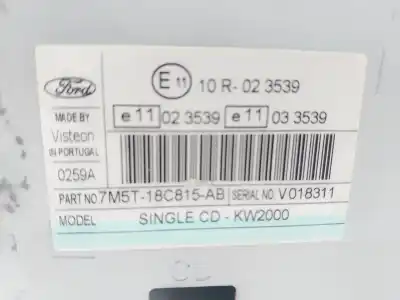 Ford
E 11 10 R-02 3539
MADE BY
Visteon
IN PORTUGAL
e 11 02 3539 e 11 03 3539
0259A
PART NO. 7M5T-18C815-AB SERIAL NO. V018311
MODEL SINGLE CD - KW2000